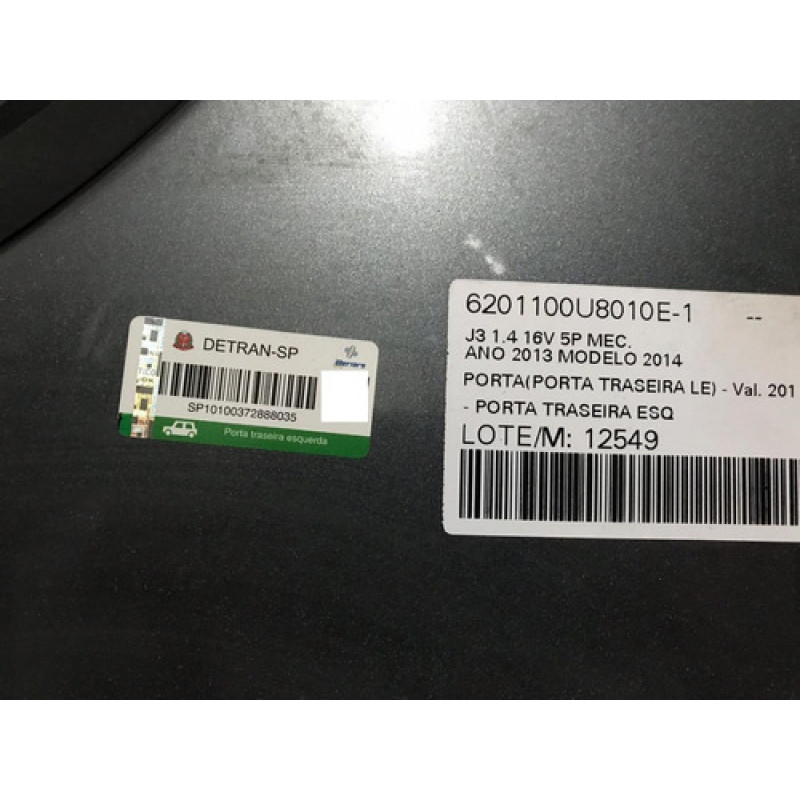 DETRAN-SP
SP10100372888035
Porta traseira esquerda
6201100U8010E-1 --
J3 1.4 16V 5P MEC.
ANO 2013 MODELO 2014
PORTA(PORTA TRASEIRA LE) - Val. 201
- PORTA TRASEIRA ESQ
LOTE/M: 12549